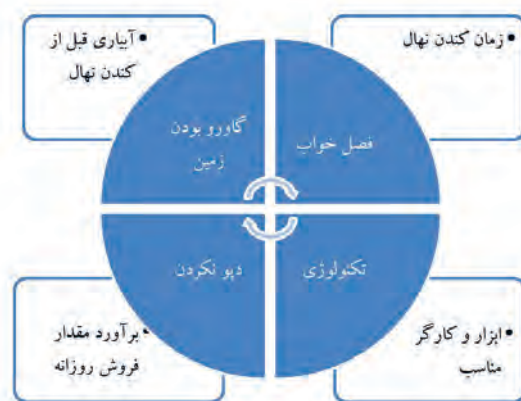 • زمان کندن نهال
فصل خواب
• آبیاری قبل از
کندن نهال
گاورو بودن
زمین
تکنولوژی
• ابزار و کارگر
مناسب
دپو نکردن
• برآورد مقدار
فروش روزانه